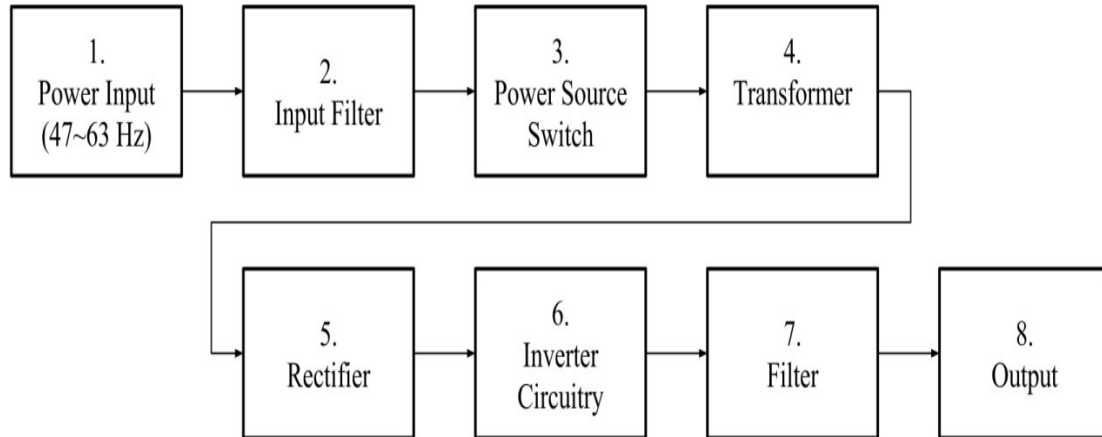 1.
Power Input
(47~63 Hz)
2.
Input Filter
3.
Power Source
Switch
4.
Transformer
5.
Rectifier
6.
Inverter
Circuitry
7.
Filter
8.
Output